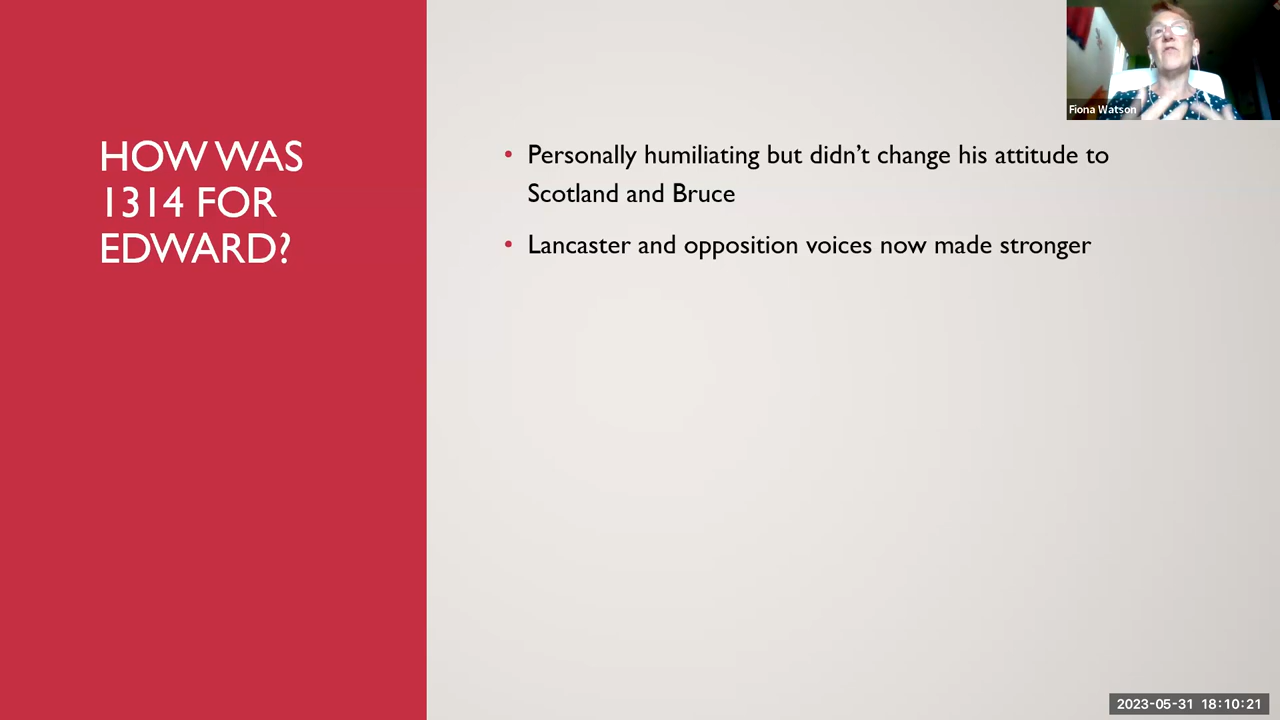 HOW WAS
1314 FOR
EDWARD?
• Personally humiliating but didn’t change his attitude to
Scotland and Bruce
• Lancaster and opposition voices now made stronger
Fiona Watson
2023-05-31 18:10:21